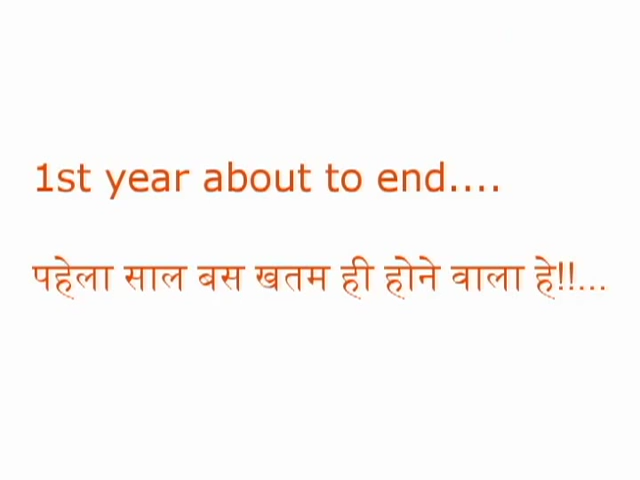 1st year about to end....
पहेला साल बस खतम ही होने वाला हे!!...